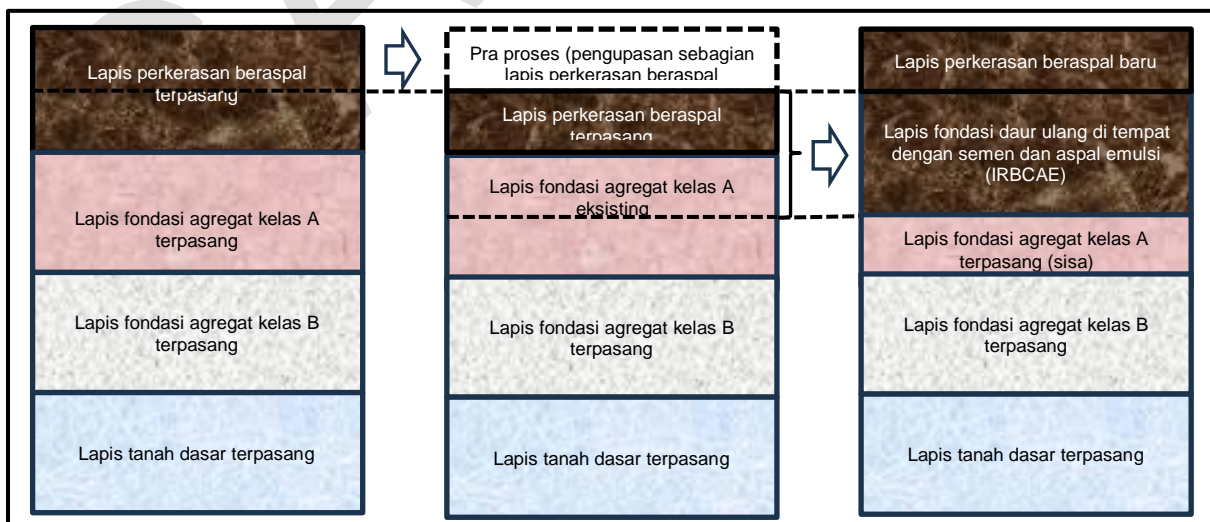 Lapis perkerasan beraspal
terpasang
Lapis fondasi agregat kelas A
terpasang
Lapis fondasi agregat kelas B
terpasang
Lapis tanah dasar terpasang
Pra proses (pengupasan sebagian
lapis perkerasan beraspal
Lapis perkerasan beraspal
terpasang
Lapis fondasi agregat kelas A
eksisting
Lapis fondasi agregat kelas B
terpasang
Lapis tanah dasar terpasang
Lapis perkerasan beraspal baru
Lapis fondasi daur ulang di tempat
dengan semen dan aspal emulsi
(IRBCAE)
Lapis fondasi agregat kelas A
terpasang (sisa)
Lapis fondasi agregat kelas B
terpasang
Lapis tanah dasar terpasang